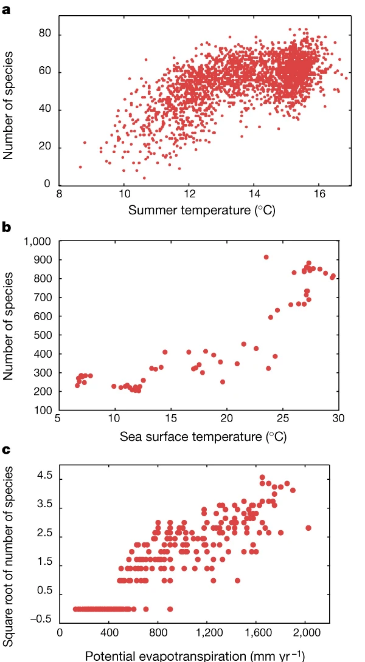 a
80
60
40
20
0
Number of species
8 10 12 14 16
Summer temperature (°C)
b
1,000
900
800
700
600
500
400
300
200
100
Number of species
5 10 15 20 25 30
Sea surface temperature (°C)
c
4.5
3.5
2.5
1.5
0.5
–0.5
Square root of number of species
0 400 800 1,200 1,600 2,000
Potential evapotranspiration (mm yr⁻¹)